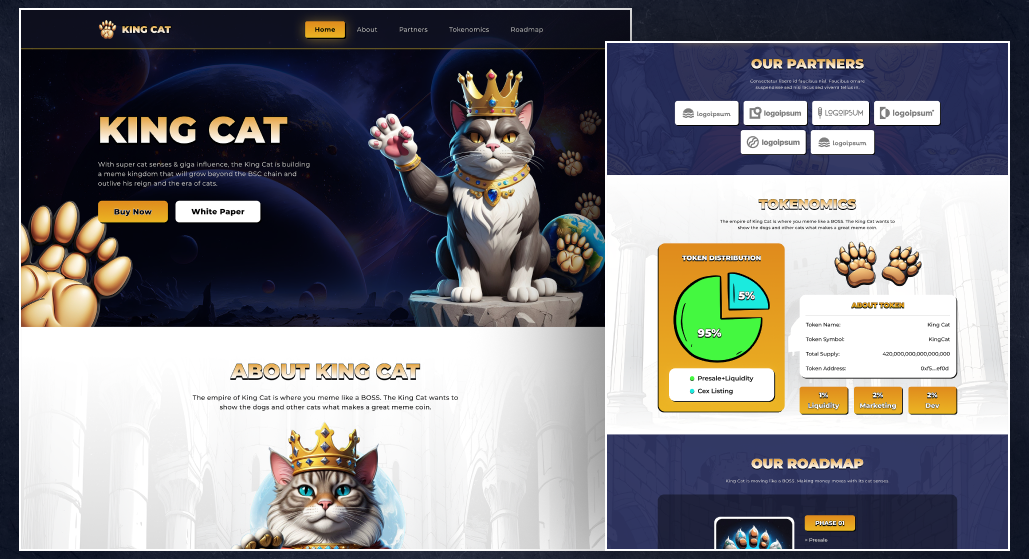 KING CAT
Home
About
Partners
Tokenomics
Roadmap
KING CAT
With super cat senses & giga influence, the King Cat is building
a meme kingdom that will grow beyond the BSC chain and
outlive his reign and the era of cats.
Buy Now
White Paper
ABOUT KING CAT
The empire of King Cat is where you meme like a BOSS. The King Cat wants to
show the dogs and other cats what makes a great meme coin.
OUR PARTNERS
Consectetur libero id faucibus nisl. Faucibus ornare
suspendisse sed nisi lacus sed viverra tellus in.
logoipsum
logoipsum
LOGOIPSUM
logoipsum
logoipsum
logoipsum
TOKENOMICS
The empire of King Cat is where you meme like a BOSS. The King Cat wants to
show the dogs and other cats what makes a great meme coin.
TOKEN DISTRIBUTION
5%
95%
Presale+Liquidity
Cex Listing
ABOUT TOKEN
Token Name: King Cat
Token Symbol: KingCat
Total Supply: 420,000,000,000,000,000
Token Address: 0xf5...ef0d
1%
Liquidity
2%
Marketing
2%
Dev
OUR ROADMAP
King Cat is moving like a BOSS. Making money moves with its cat senses.
PHASE 01
+ Presale